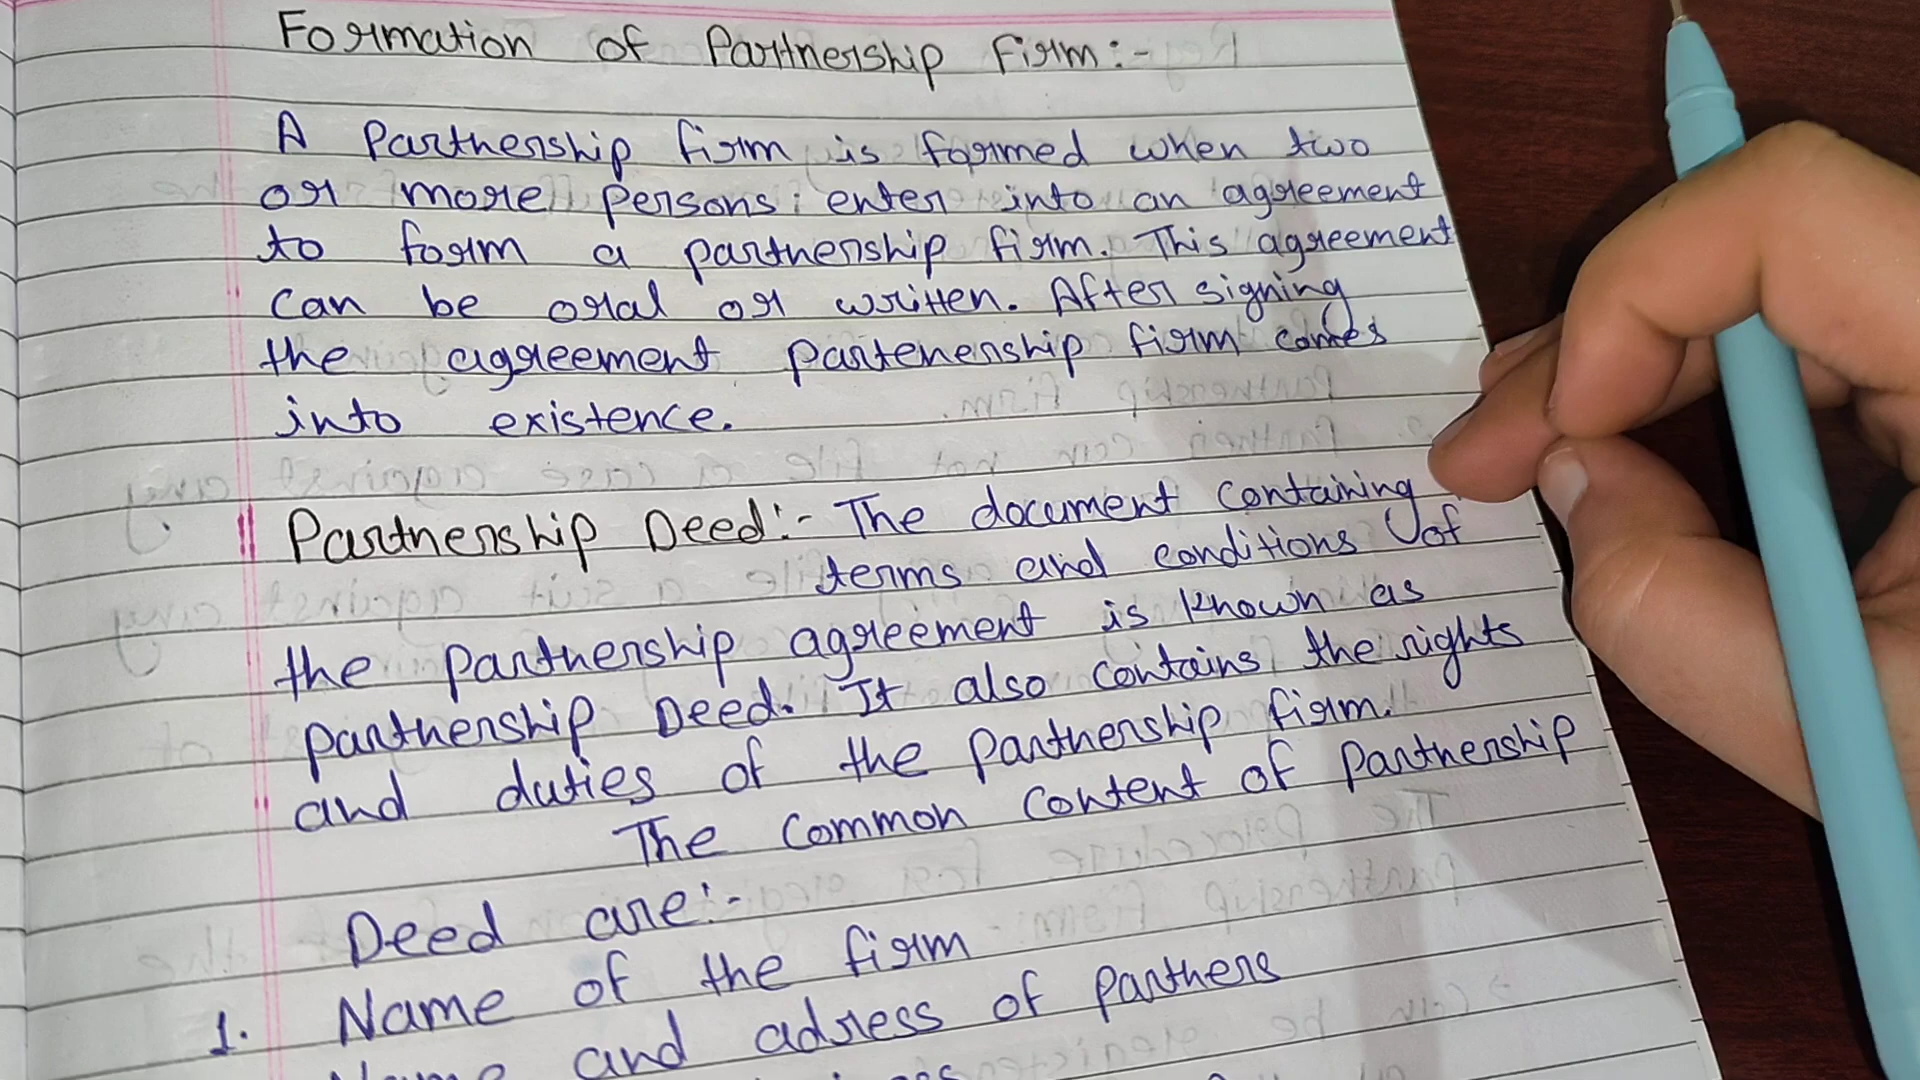 Formation of Partnership Firm:-
A Partnership firm is formed when two
or more persons enter into an agreement
to form a partnership firm. This agreement
can be oral or written. After signing
the agreement partenership firm comes
into existence.
Partnership Deed:- The document containing
terms and conditions of
the partnership agreement is known as
partnership Deed. It also contains the rights
and duties of the partnership firm.
The common content of partnership
Deed are:-
1. Name of the firm
Name and adress of partners